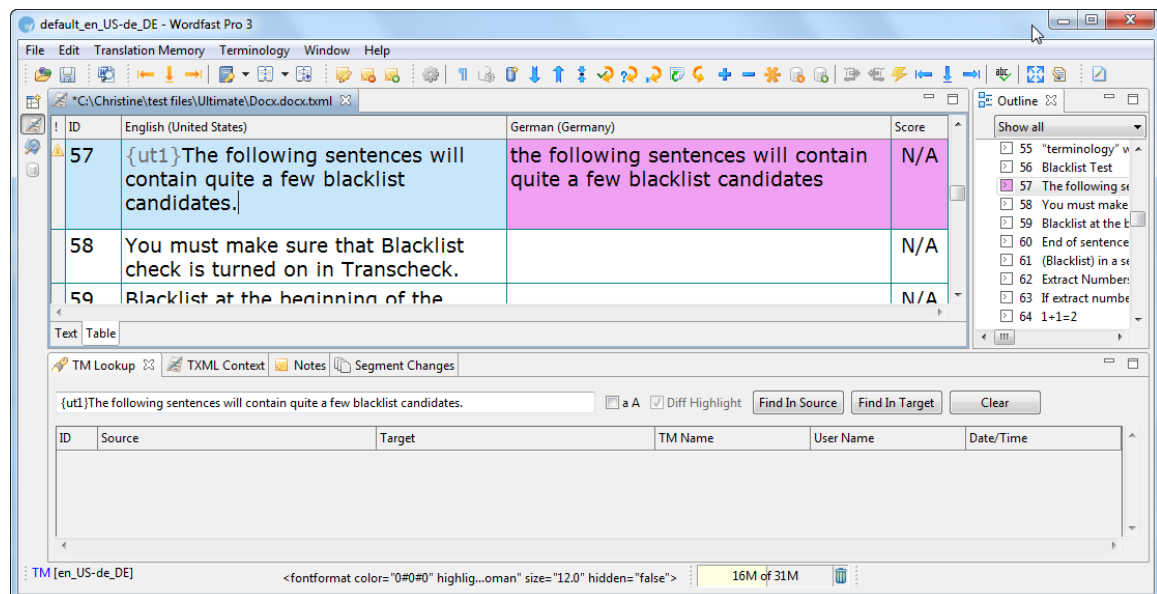 default_en_US-de_DE - Wordfast Pro 3
File Edit Translation Memory Terminology Window Help
*C:\Christine\test files\Ultimate\Docx.docx.txml
Outline
! ID English (United States) German (Germany) Score
Show all
57 {ut1}The following sentences will the following sentences will contain N/A
contain quite a few blacklist quite a few blacklist candidates
candidates.
58 You must make sure that Blacklist N/A
check is turned on in Transcheck.
59 Blacklist at the beginning of the N/A
55 "terminology" w
56 Blacklist Test
57 The following se
58 You must make
59 Blacklist at the b
60 End of sentence
61 (Blacklist) in a se
62 Extract Numbers
63 If extract numbe
64 1+1=2
Text Table
TM Lookup TXML Context Notes Segment Changes
{ut1}The following sentences will contain quite a few blacklist candidates. a A Diff Highlight Find In Source Find In Target Clear
ID Source Target TM Name User Name Date/Time
TM [en_US-de_DE] <fontformat color="0#0#0" highlig...oman" size="12.0" hidden="false"> 16M of 31M